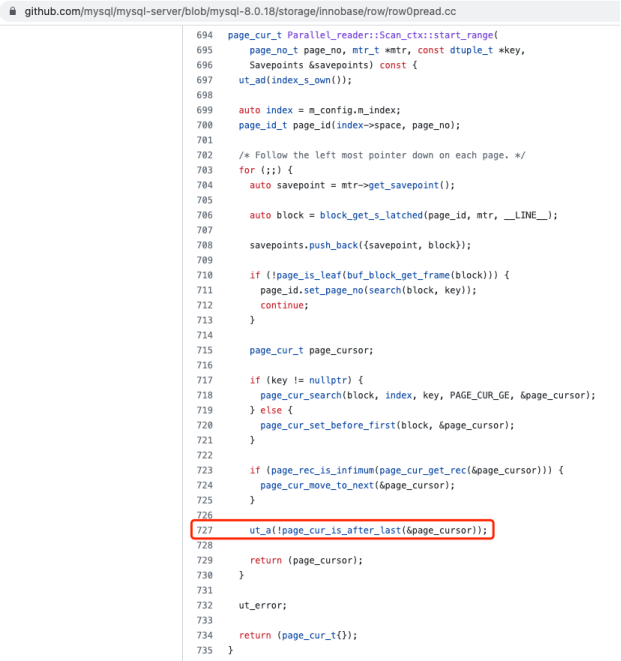 github.com/mysql/mysql-server/blob/mysql-8.0.18/storage/innobase/row/row0pread.cc
694 page_cur_t Parallel_reader::Scan_ctx::start_range(
695     page_no_t page_no, mtr_t *mtr, const dtuple_t *key,
696     Savepoints &savepoints) const {
697   ut_ad(index_s_own());
698
699   auto index = m_config.m_index;
700   page_id_t page_id(index->space, page_no);
701
702   /* Follow the left most pointer down on each page. */
703   for (;;) {
704     auto savepoint = mtr->get_savepoint();
705
706     auto block = block_get_s_latched(page_id, mtr, __LINE__);
707
708     savepoints.push_back({savepoint, block});
709
710     if (!page_is_leaf(buf_block_get_frame(block))) {
711       page_id.set_page_no(search(block, key));
712       continue;
713     }
714
715     page_cur_t page_cursor;
716
717     if (key != nullptr) {
718       page_cur_search(block, index, key, PAGE_CUR_GE, &page_cursor);
719     } else {
720       page_cur_set_before_first(block, &page_cursor);
721     }
722
723     if (page_rec_is_infimum(page_cur_get_rec(&page_cursor))) {
724       page_cur_move_to_next(&page_cursor);
725     }
726
727     ut_a(!page_cur_is_after_last(&page_cursor));
728
729     return (page_cursor);
730   }
731
732   ut_error;
733
734   return (page_cur_t{});
735 }